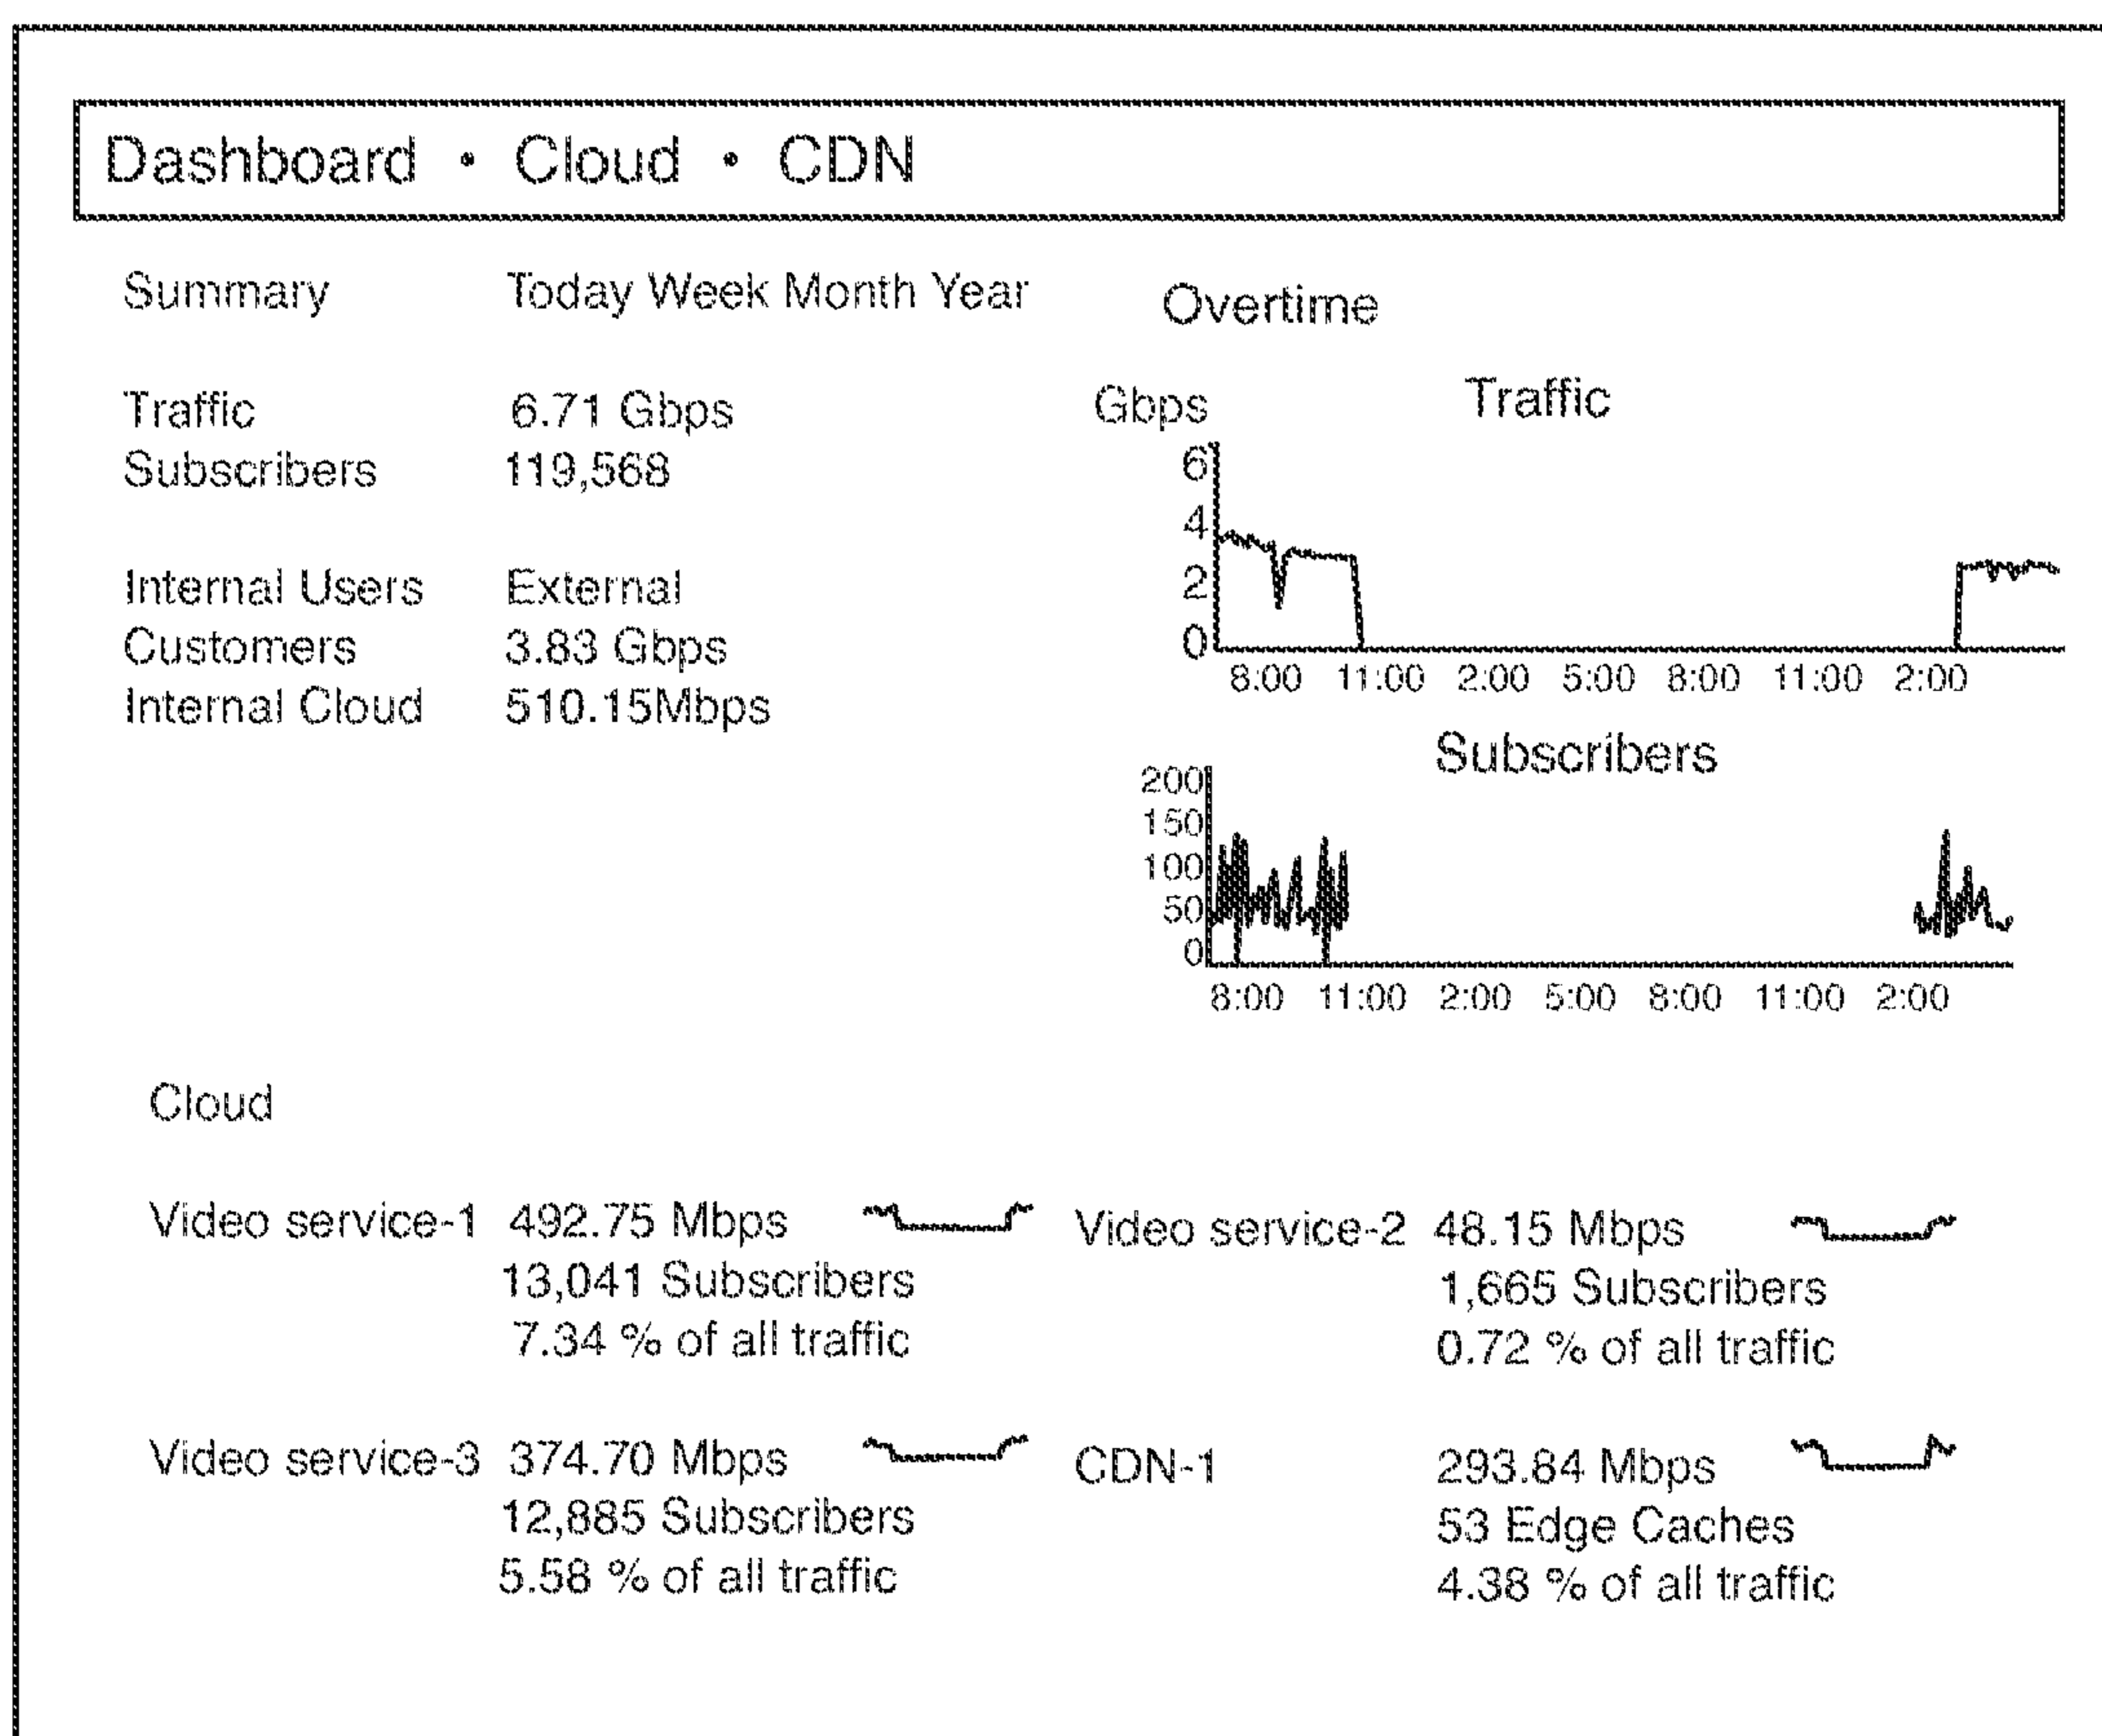 Dashboard • Cloud • CDN
Summary Today Week Month Year
Traffic 6.71 Gbps
Subscribers 119,568
Internal Users External
Customers 3.83 Gbps
Internal Cloud 510.15Mbps
Overtime
Gbps Traffic
6
4
2
0
8:00 11:00 2:00 5:00 8:00 11:00 2:00
Subscribers
200
150
100
50
0
8:00 11:00 2:00 5:00 8:00 11:00 2:00
Cloud
Video service-1 492.75 Mbps
13,041 Subscribers
7.34 % of all traffic
Video service-2 48.15 Mbps
1,665 Subscribers
0.72 % of all traffic
Video service-3 374.70 Mbps
12,885 Subscribers
5.58 % of all traffic
CDN-1 293.84 Mbps
53 Edge Caches
4.38 % of all traffic